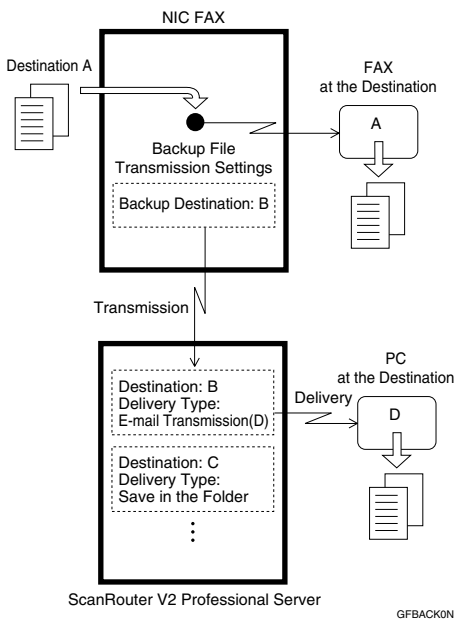 NIC FAX
Destination A
FAX
at the Destination
A
Backup File
Transmission Settings
Backup Destination: B
Transmission
PC
at the Destination
Destination: B
Delivery Type:
E-mail Transmission(D)
Delivery
D
Destination: C
Delivery Type:
Save in the Folder
ScanRouter V2 Professional Server
GFBACK0N